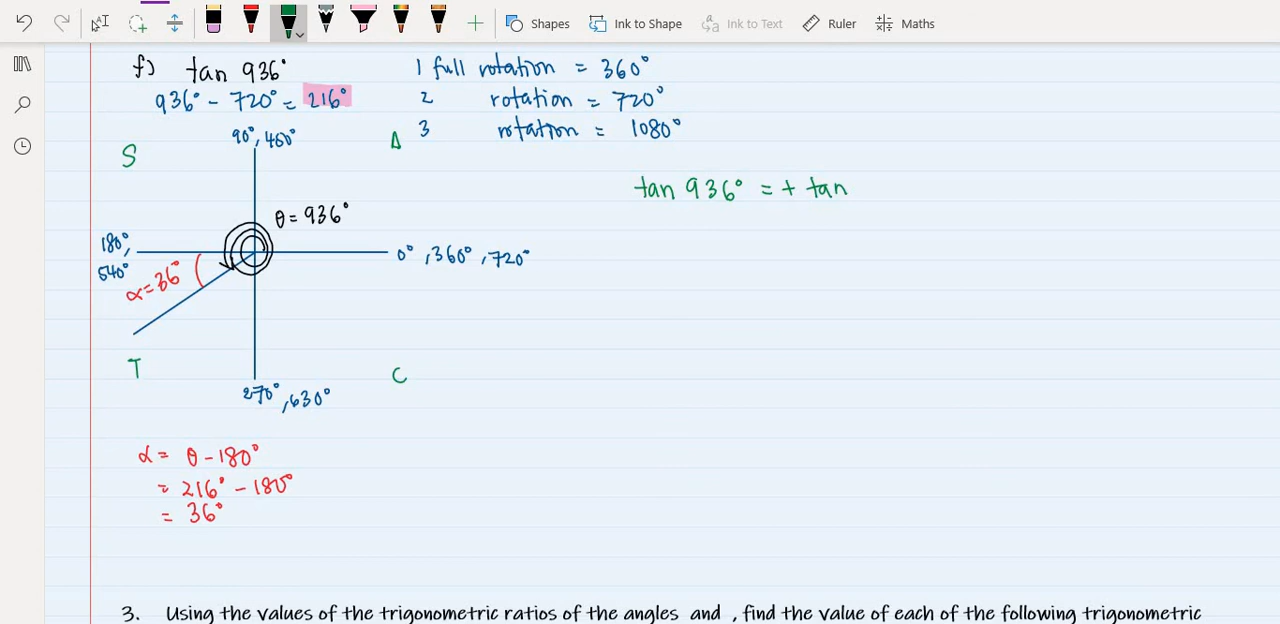 Shapes Ink to Shape Ink to Text Ruler Maths
f) tan 936° 1 full rotation = 360°
936° - 720° = 216° 2 rotation = 720°
3 rotation = 1080°
90°, 460°
S A
tan 936° = + tan
θ = 936°
180°, 0°, 360°, 720°
540°
α=36°
T C
270°, 630°
α = θ - 180°
= 216° - 180°
= 36°
3. Using the values of the trigonometric ratios of the angles and , find the value of each of the following trigonometric